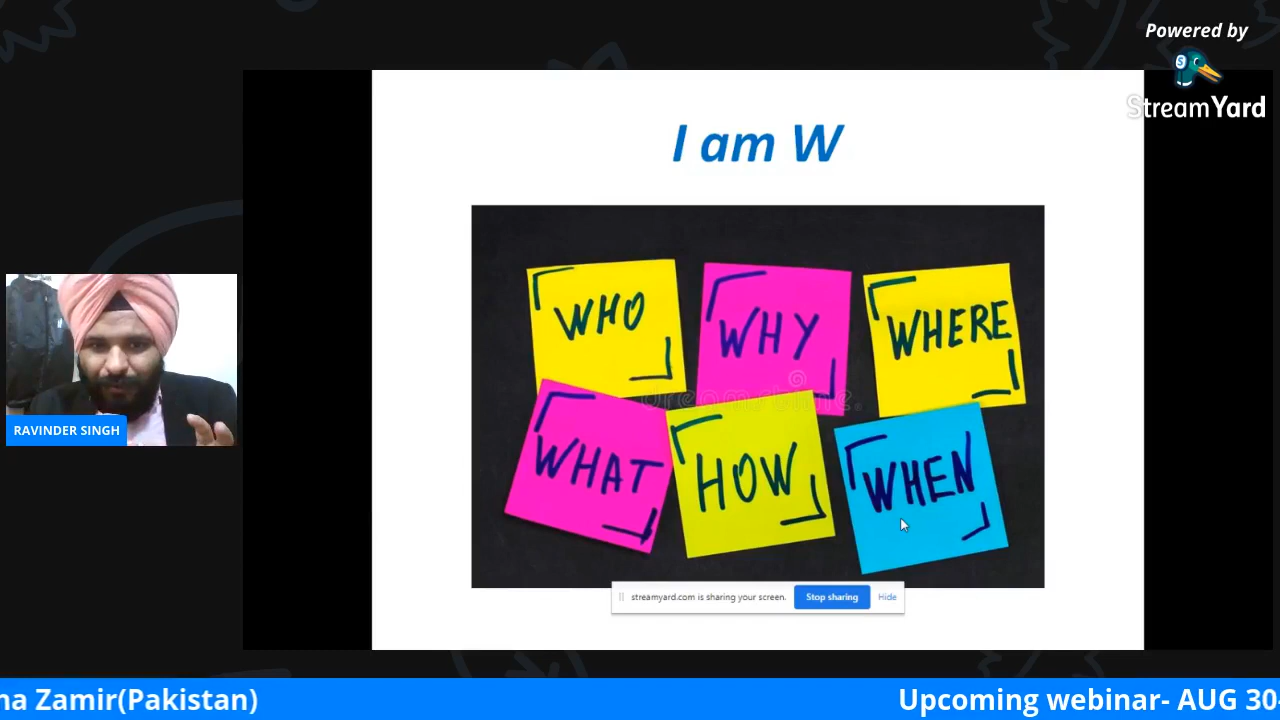 Powered by
StreamYard
I am W
WHO
WHY
WHERE
WHAT
HOW
WHEN
RAVINDER SINGH
streamyard.com is sharing your screen.
Stop sharing
Hide
na Zamir(Pakistan)
Upcoming webinar- AUG 30